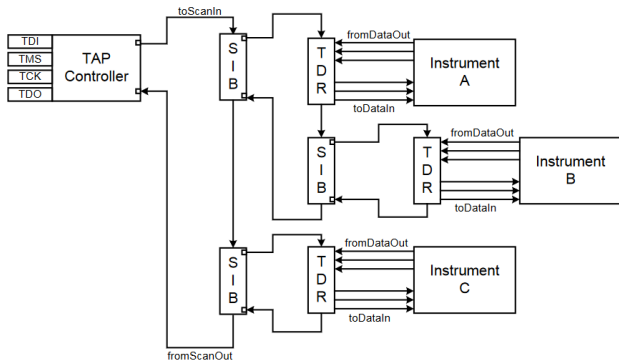 toScanIn
TDI
TMS
TCK
TDO
TAP
Controller
S
I
B
T
D
R
fromDataOut
toDataIn
Instrument
A
S
I
B
T
D
R
fromDataOut
toDataIn
Instrument
B
S
I
B
T
D
R
fromDataOut
toDataIn
Instrument
C
fromScanOut